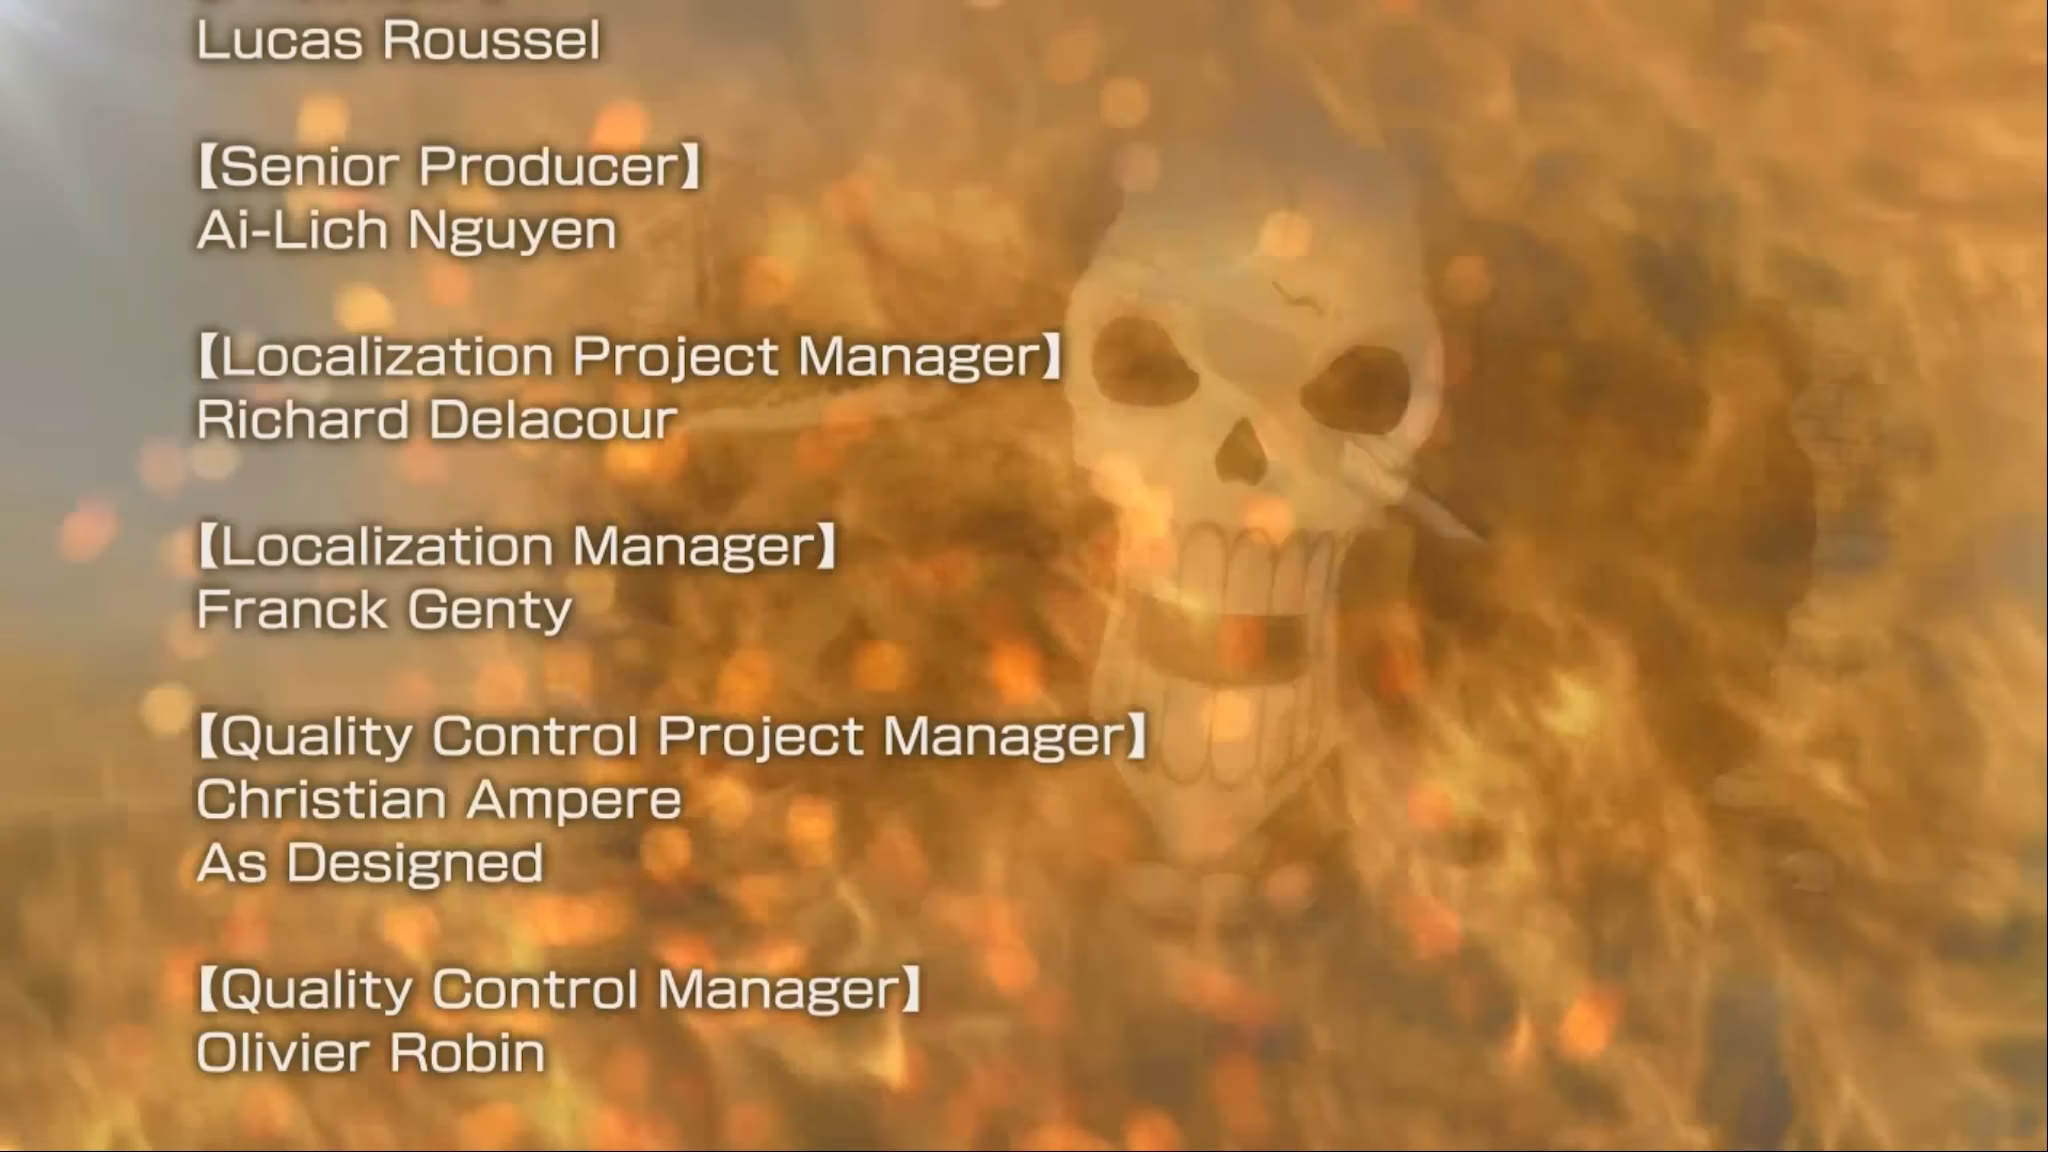 Lucas Roussel
【Senior Producer】
Ai-Lich Nguyen
【Localization Project Manager】
Richard Delacour
【Localization Manager】
Franck Genty
【Quality Control Project Manager】
Christian Ampere
As Designed
【Quality Control Manager】
Olivier Robin